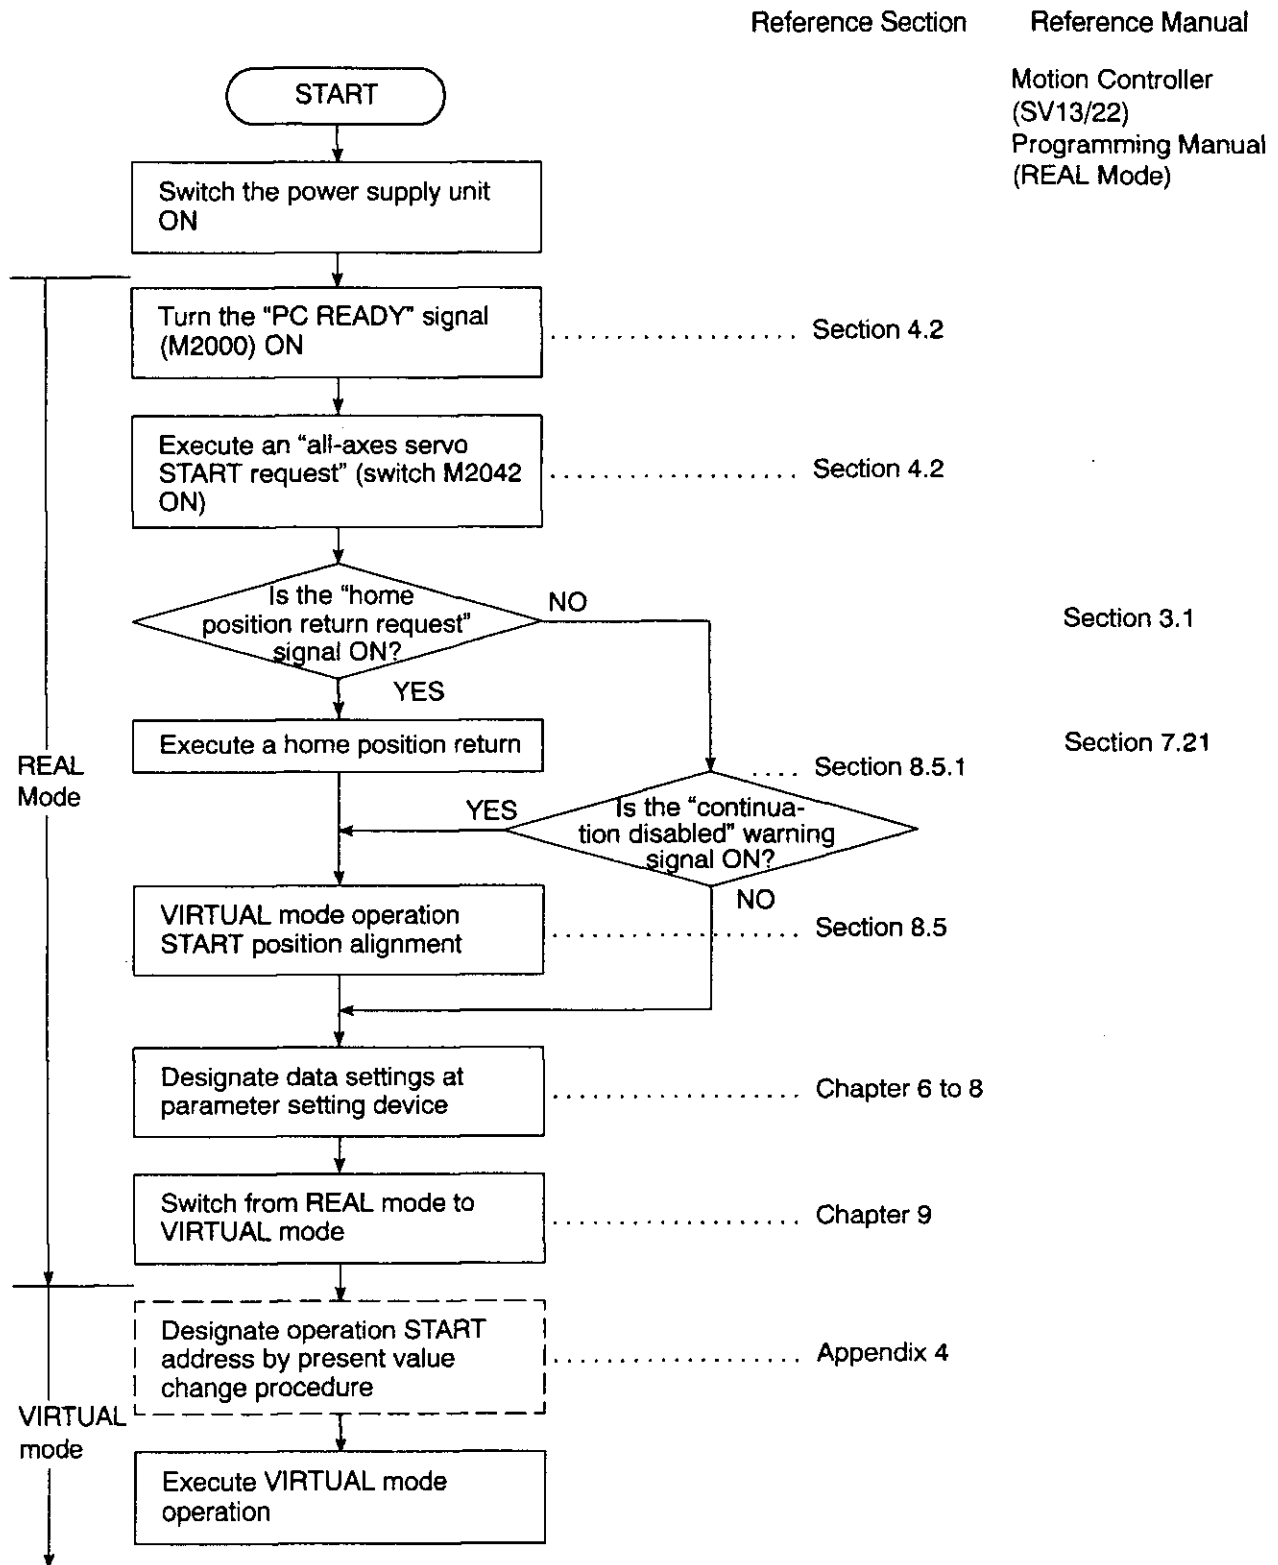 Reference Section
Reference Manual
Motion Controller
(SV13/22)
Programming Manual
(REAL Mode)
START
Switch the power supply unit
ON
Turn the “PC READY” signal
(M2000) ON
Section 4.2
Execute an “all-axes servo
START request” (switch M2042
ON)
Section 4.2
Is the “home
position return request”
signal ON?
NO
Section 3.1
YES
Execute a home position return
Section 7.21
REAL
Mode
Section 8.5.1
YES
Is the “continua-
tion disabled” warning
signal ON?
NO
VIRTUAL mode operation
START position alignment
Section 8.5
Designate data settings at
parameter setting device
Chapter 6 to 8
Switch from REAL mode to
VIRTUAL mode
Chapter 9
Designate operation START
address by present value
change procedure
Appendix 4
VIRTUAL
mode
Execute VIRTUAL mode
operation